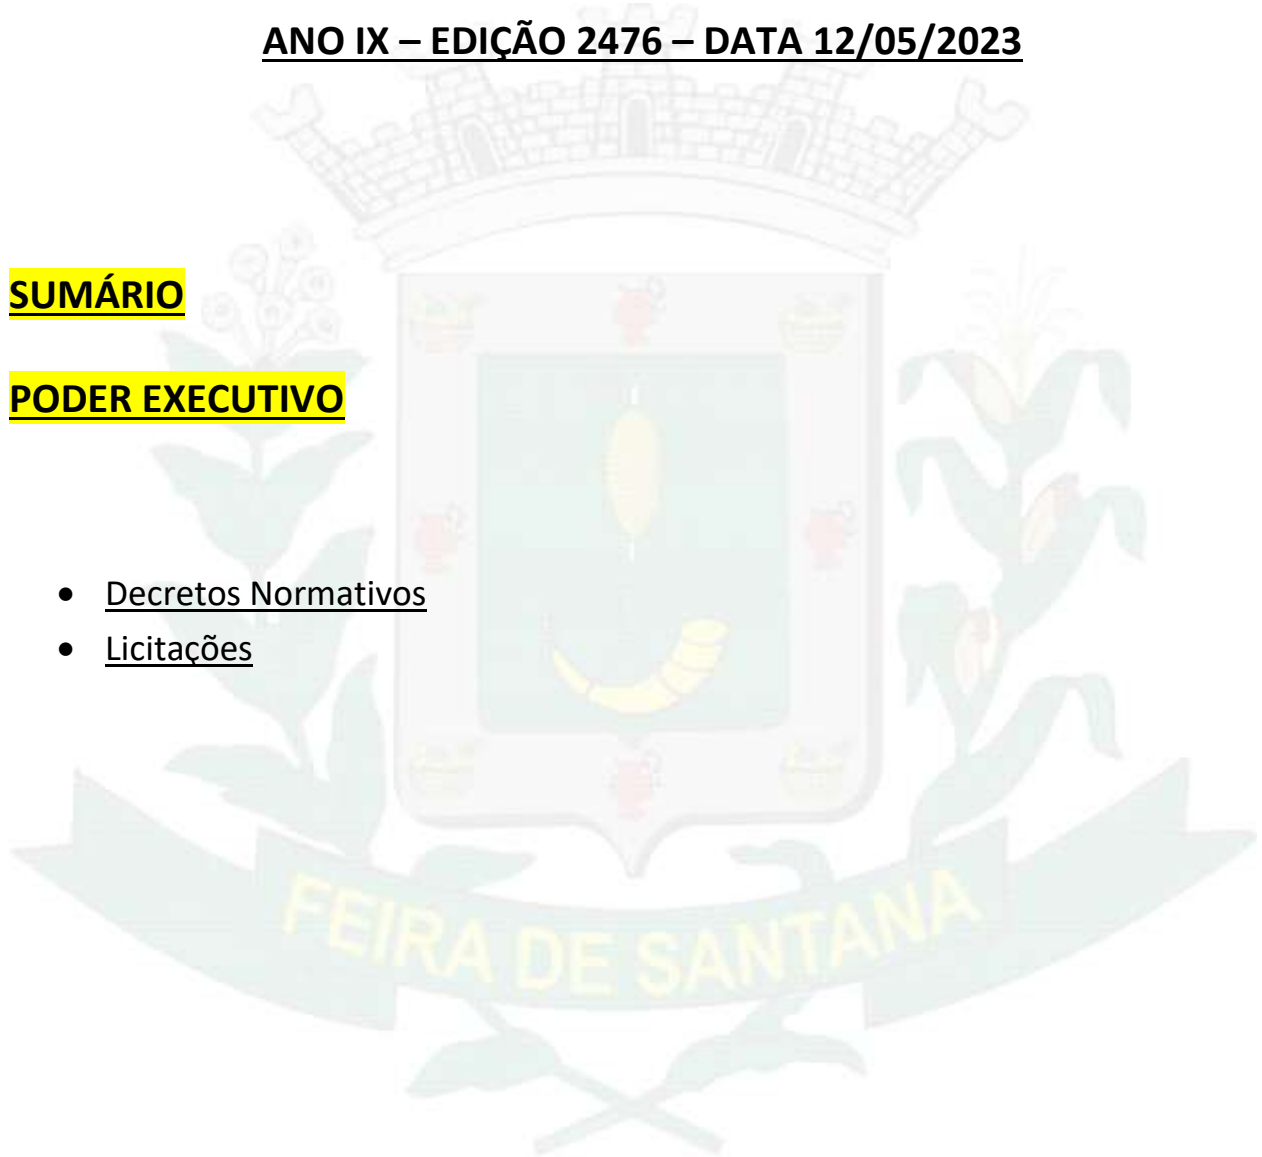 ANO IX – EDIÇÃO 2476 – DATA 12/05/2023
SUMÁRIO
PODER EXECUTIVO
• Decretos Normativos
• Licitações
FEIRA DE SANTANA